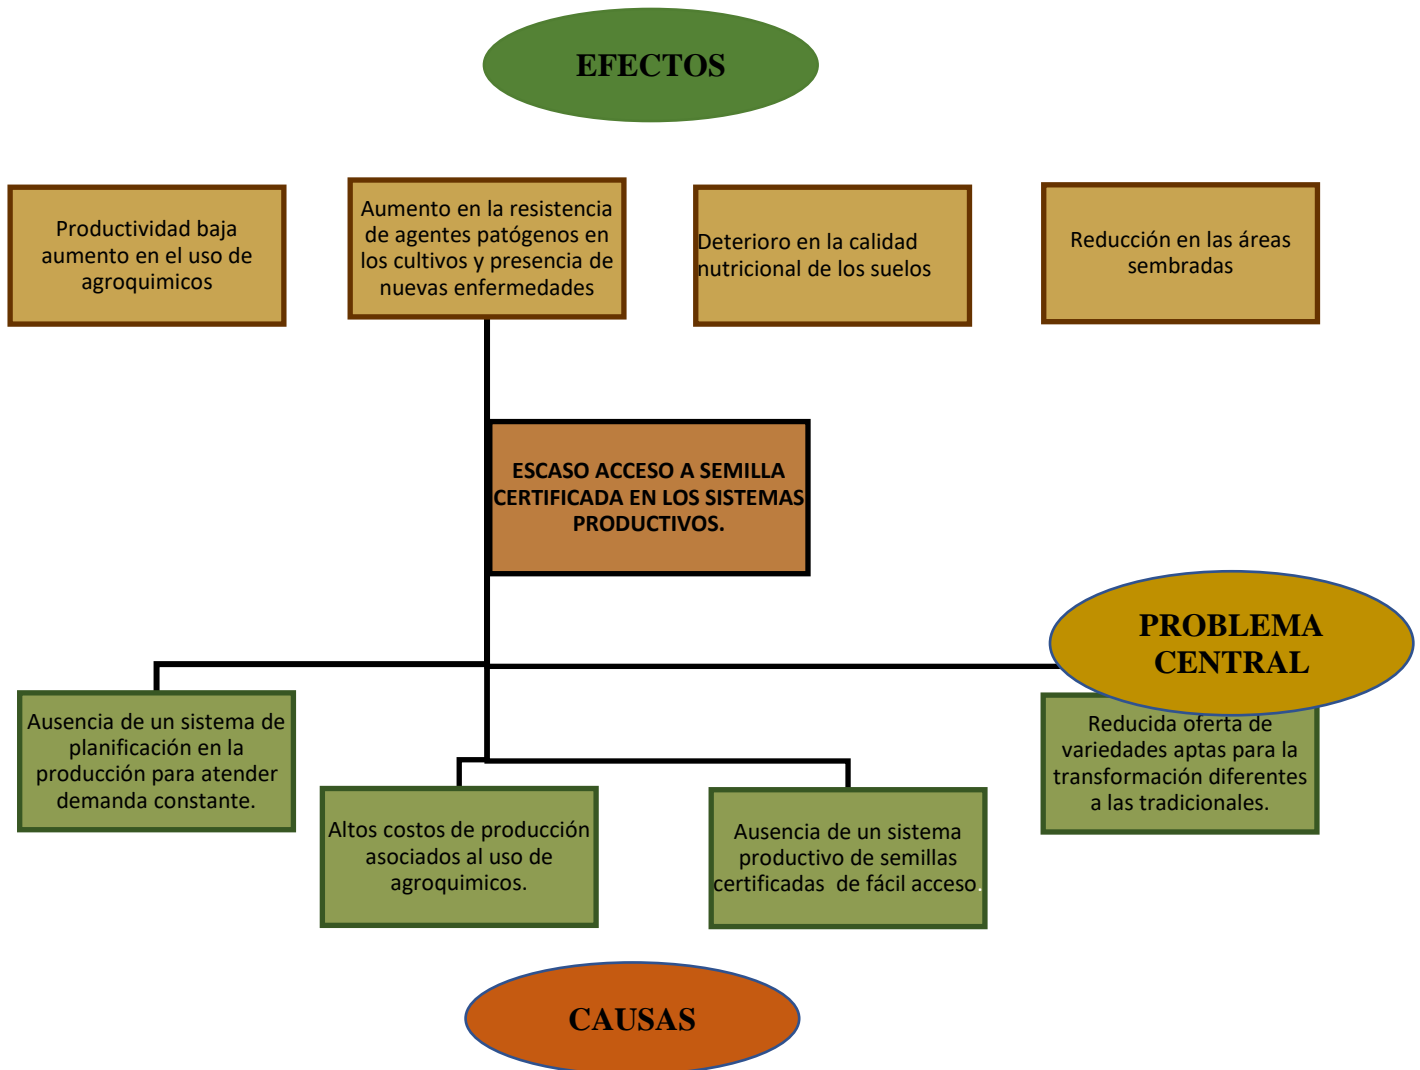 EFECTOS
Productividad baja
aumento en el uso de
agroquimicos
Aumento en la resistencia
de agentes patógenos en
los cultivos y presencia de
nuevas enfermedades
Deterioro en la calidad
nutricional de los suelos
Reducción en las áreas
sembradas
ESCASO ACCESO A SEMILLA
CERTIFICADA EN LOS SISTEMAS
PRODUCTIVOS.
PROBLEMA
CENTRAL
Ausencia de un sistema de
planificación en la
producción para atender
demanda constante.
Altos costos de producción
asociados al uso de
agroquimicos.
Ausencia de un sistema
productivo de semillas
certificadas de fácil acceso.
Reducida oferta de
variedades aptas para la
transformación diferentes
a las tradicionales.
CAUSAS